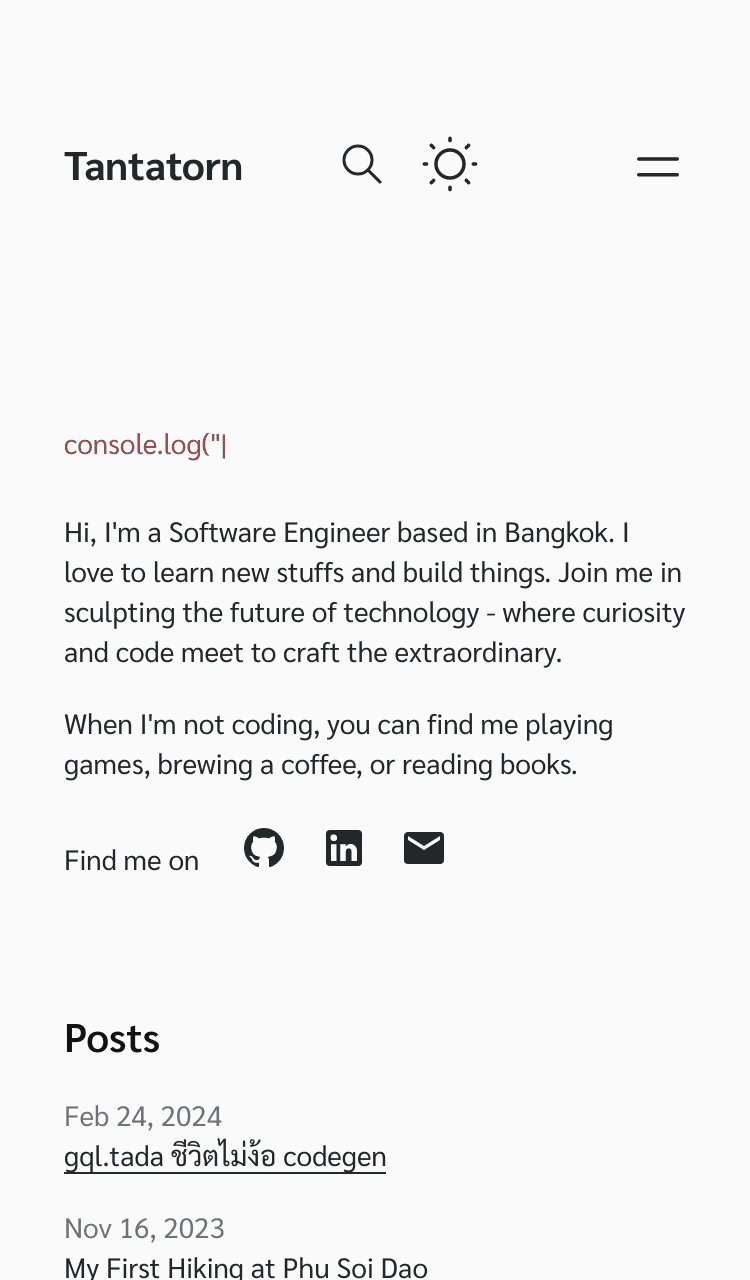 Tantatorn
console.log("|
Hi, I'm a Software Engineer based in Bangkok. I
love to learn new stuffs and build things. Join me in
sculpting the future of technology - where curiosity
and code meet to craft the extraordinary.
When I'm not coding, you can find me playing
games, brewing a coffee, or reading books.
Find me on
Posts
Feb 24, 2024
gql.tada ชีวิตไม่ง้อ codegen
Nov 16, 2023
My First Hiking at Phu Soi Dao